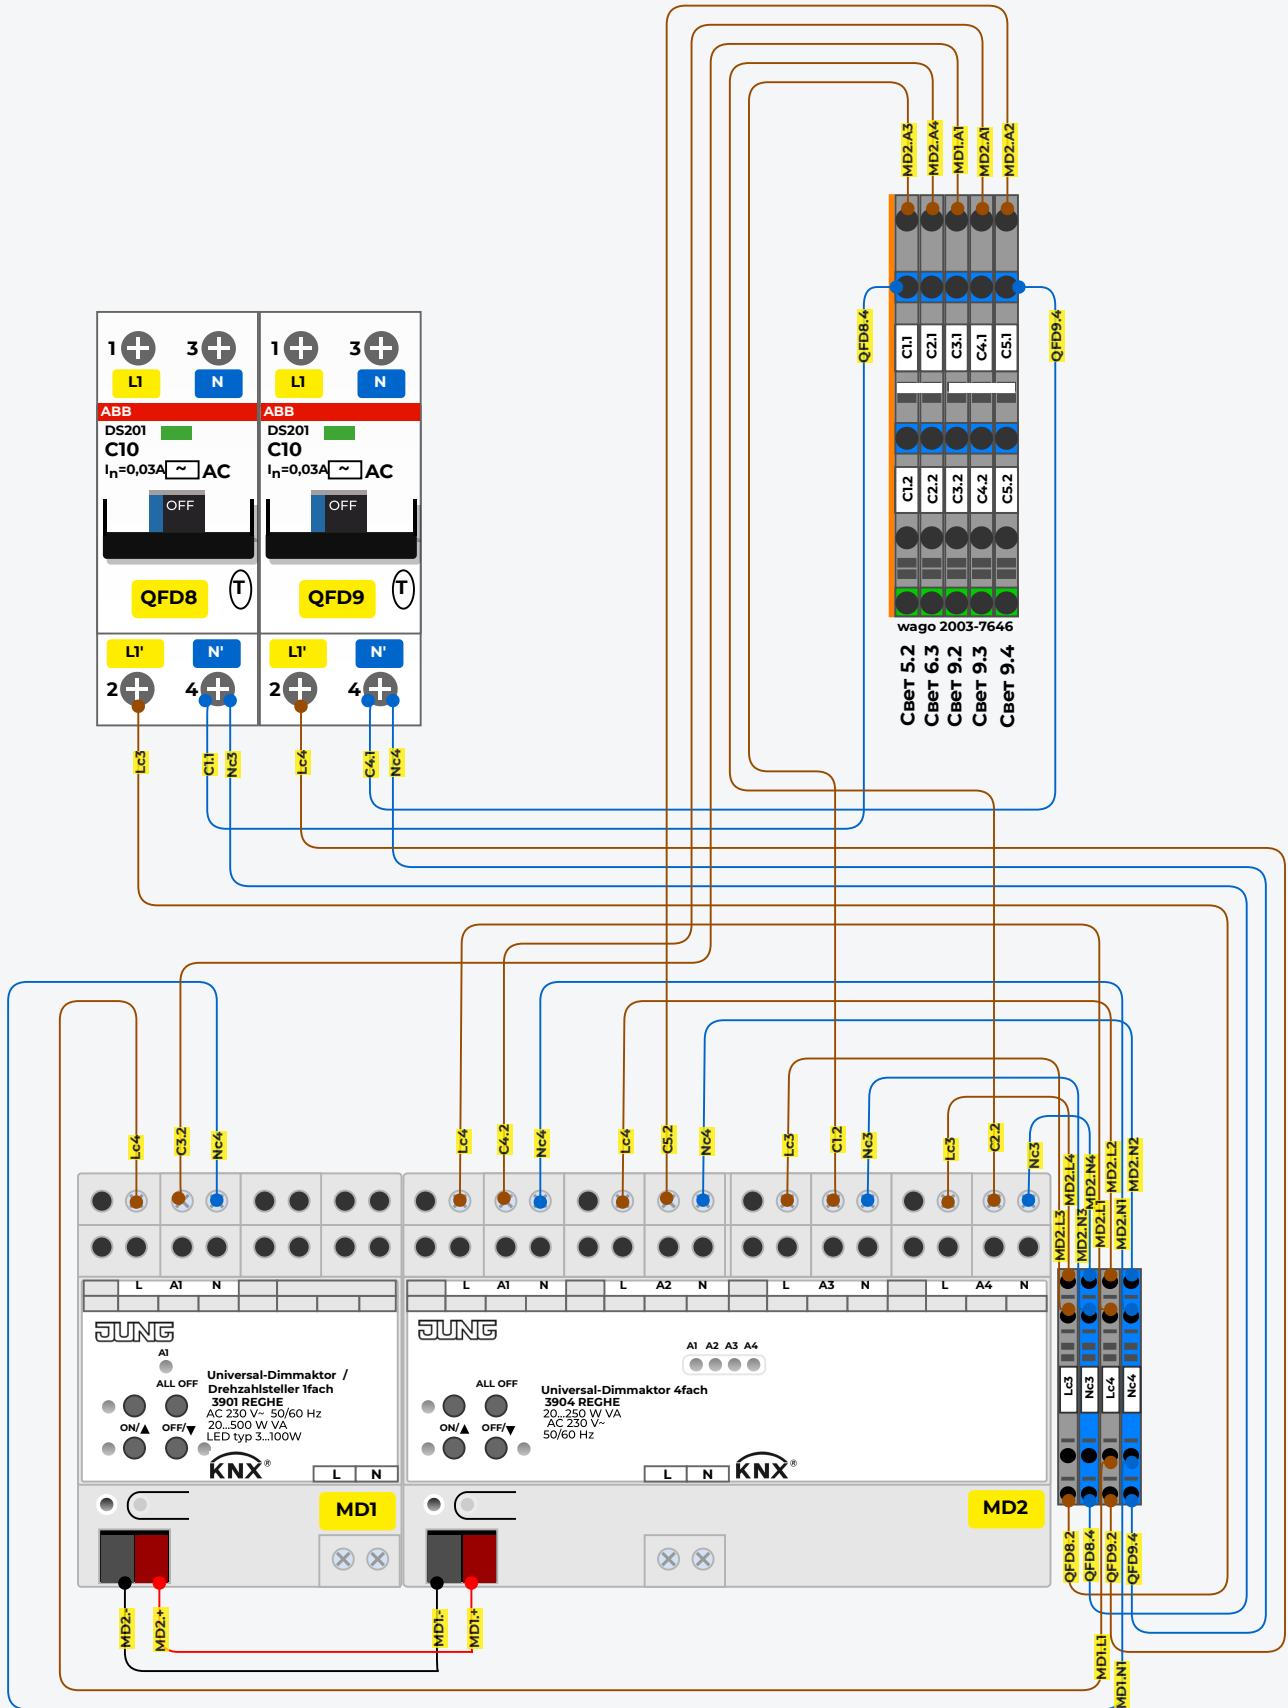 MD2.A3
MD2.A4
MD1.A1
MD2.A1
MD2.A2
QFD8.4
QFD9.4
C1.1
C2.1
C3.1
C4.1
C5.1
C1.2
C2.2
C3.2
C4.2
C5.2
wago 2003-7646
Свет 5.2
Свет 6.3
Свет 9.2
Свет 9.3
Свет 9.4
1 3 1 3
L1 N L1 N
ABB ABB
DS201 DS201
C10 C10
In=0,03A ~ AC In=0,03A ~ AC
OFF OFF
QFD8 T QFD9 T
L1' N' L1' N'
2 4 2 4
Lc3
C1.1
Nc3
Lc4
C4.1
Nc4
Lc4
C3.2
Nc4
Lc4
C4.2
Nc4
Lc4
C5.2
Nc4
Lc3
C1.2
Nc3
Lc3
C2.2
Nc3
MD2.L3
MD2.L4
MD2.N3
MD2.N4
MD2.L1
MD2.L2
MD2.N1
MD2.N2
L A1 N L A1 N L A2 N L A3 N L A4 N
JUNG
A1
Universal-Dimmaktor /
Drehzahlsteller 1fach
3901 REGHE
AC 230 V~ 50/60 Hz
20...500 W VA
LED typ 3...100W
ALL OFF
ON/▲ OFF/▼
KNX®
L N
MD1
JUNG
A1 A2 A3 A4
ALL OFF
Universal-Dimmaktor 4fach
3904 REGHE
20...250 W VA
AC 230 V~
50/60 Hz
ON/▲ OFF/▼
L N
KNX®
MD2
Lc3
Nc3
Lc4
Nc4
QFD8.2
QFD8.4
QFD9.2
QFD9.4
MD2.-
MD2.+
MD1.-
MD1.+
MD1.L1
MD1.N1